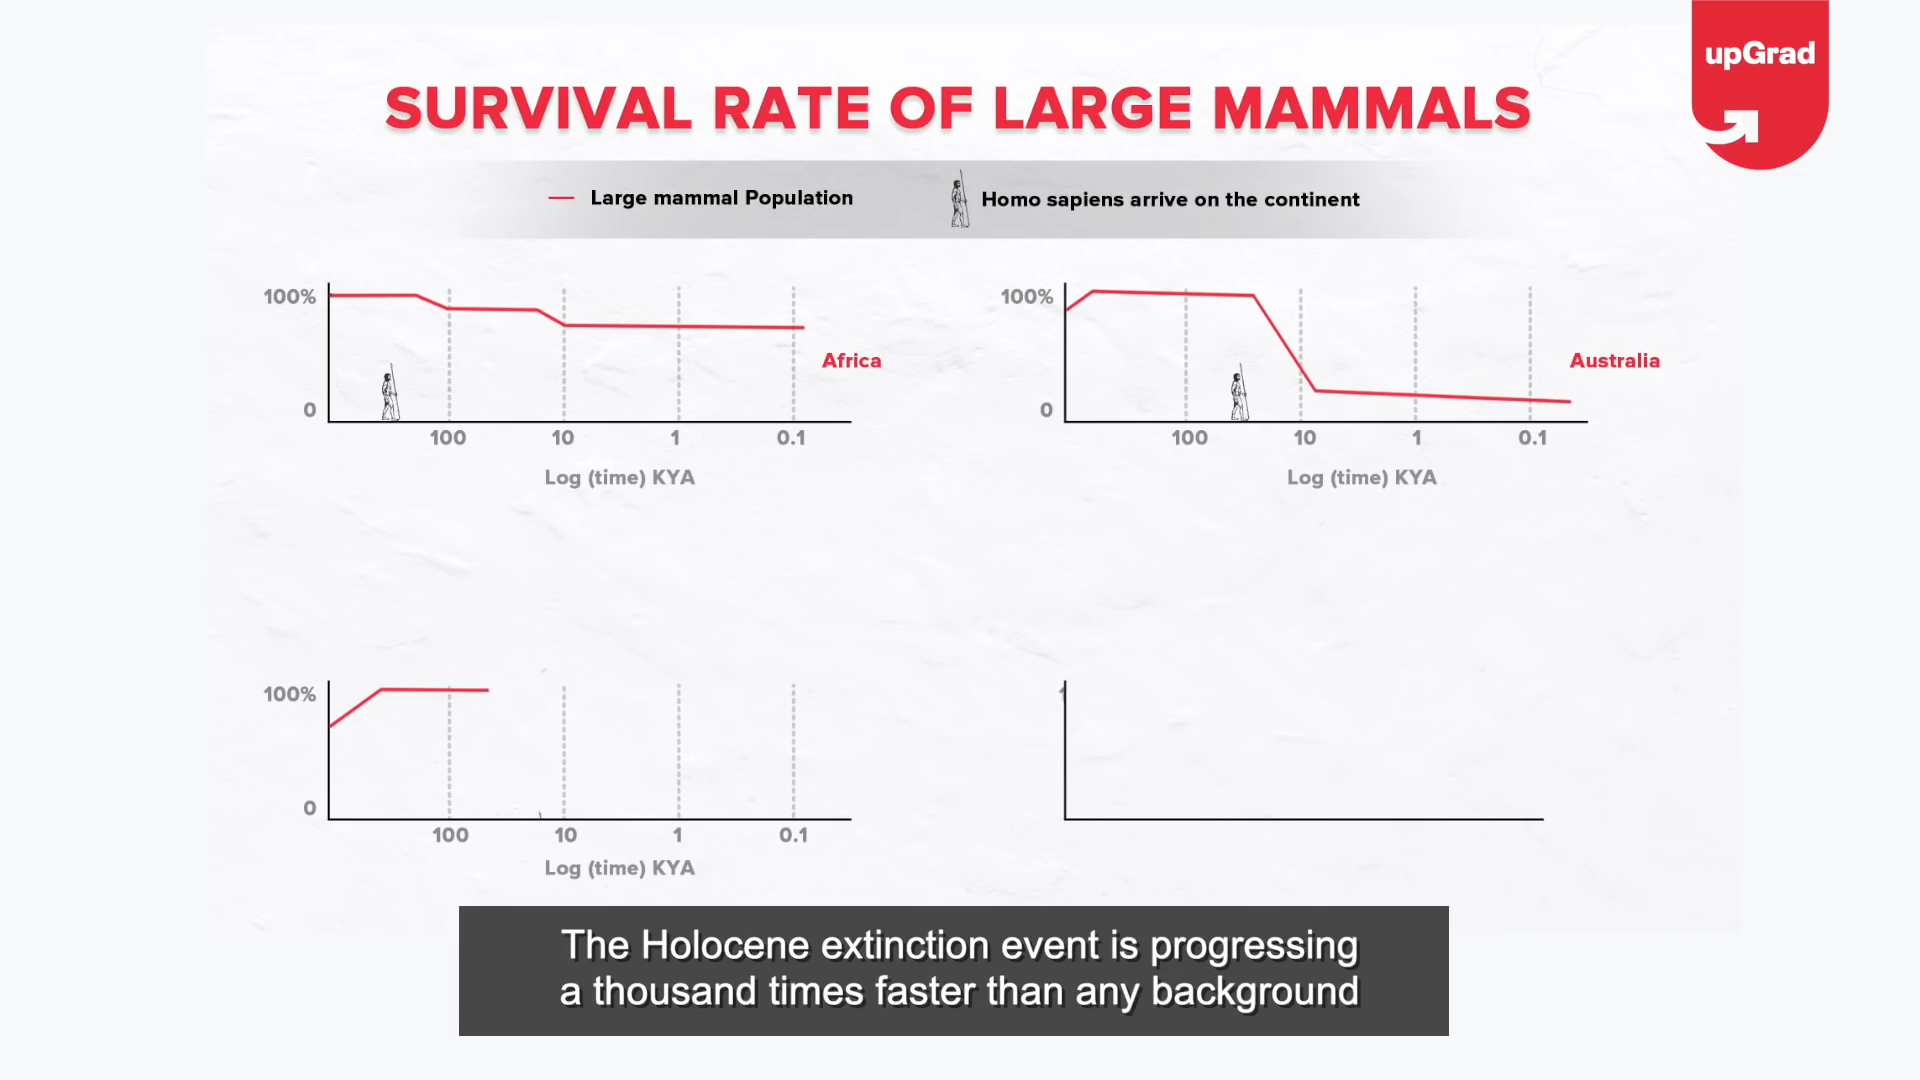 upGrad
SURVIVAL RATE OF LARGE MAMMALS
Large mammal Population
Homo sapiens arrive on the continent
100%
0
100 10 1 0.1
Log (time) KYA
Africa
100%
0
100 10 1 0.1
Log (time) KYA
Australia
100%
0
100 10 1 0.1
Log (time) KYA
The Holocene extinction event is progressing
a thousand times faster than any background